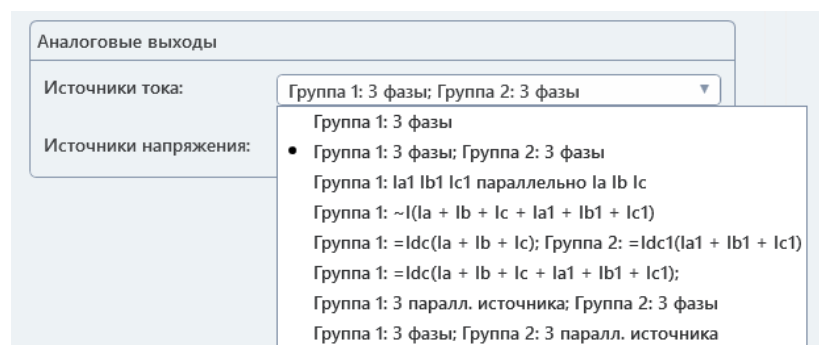 Аналоговые выходы
Источники тока:
Группа 1: 3 фазы; Группа 2: 3 фазы
Источники напряжения:
Группа 1: 3 фазы
Группа 1: 3 фазы; Группа 2: 3 фазы
Группа 1: Ia1 Ib1 Ic1 параллельно Ia Ib Ic
Группа 1: ~I(Ia + Ib + Ic + Ia1 + Ib1 + Ic1)
Группа 1: =Idc(Ia + Ib + Ic); Группа 2: =Idc1(Ia1 + Ib1 + Ic1)
Группа 1: =Idc(Ia + Ib + Ic + Ia1 + Ib1 + Ic1);
Группа 1: 3 паралл. источника; Группа 2: 3 фазы
Группа 1: 3 фазы; Группа 2: 3 паралл. источника